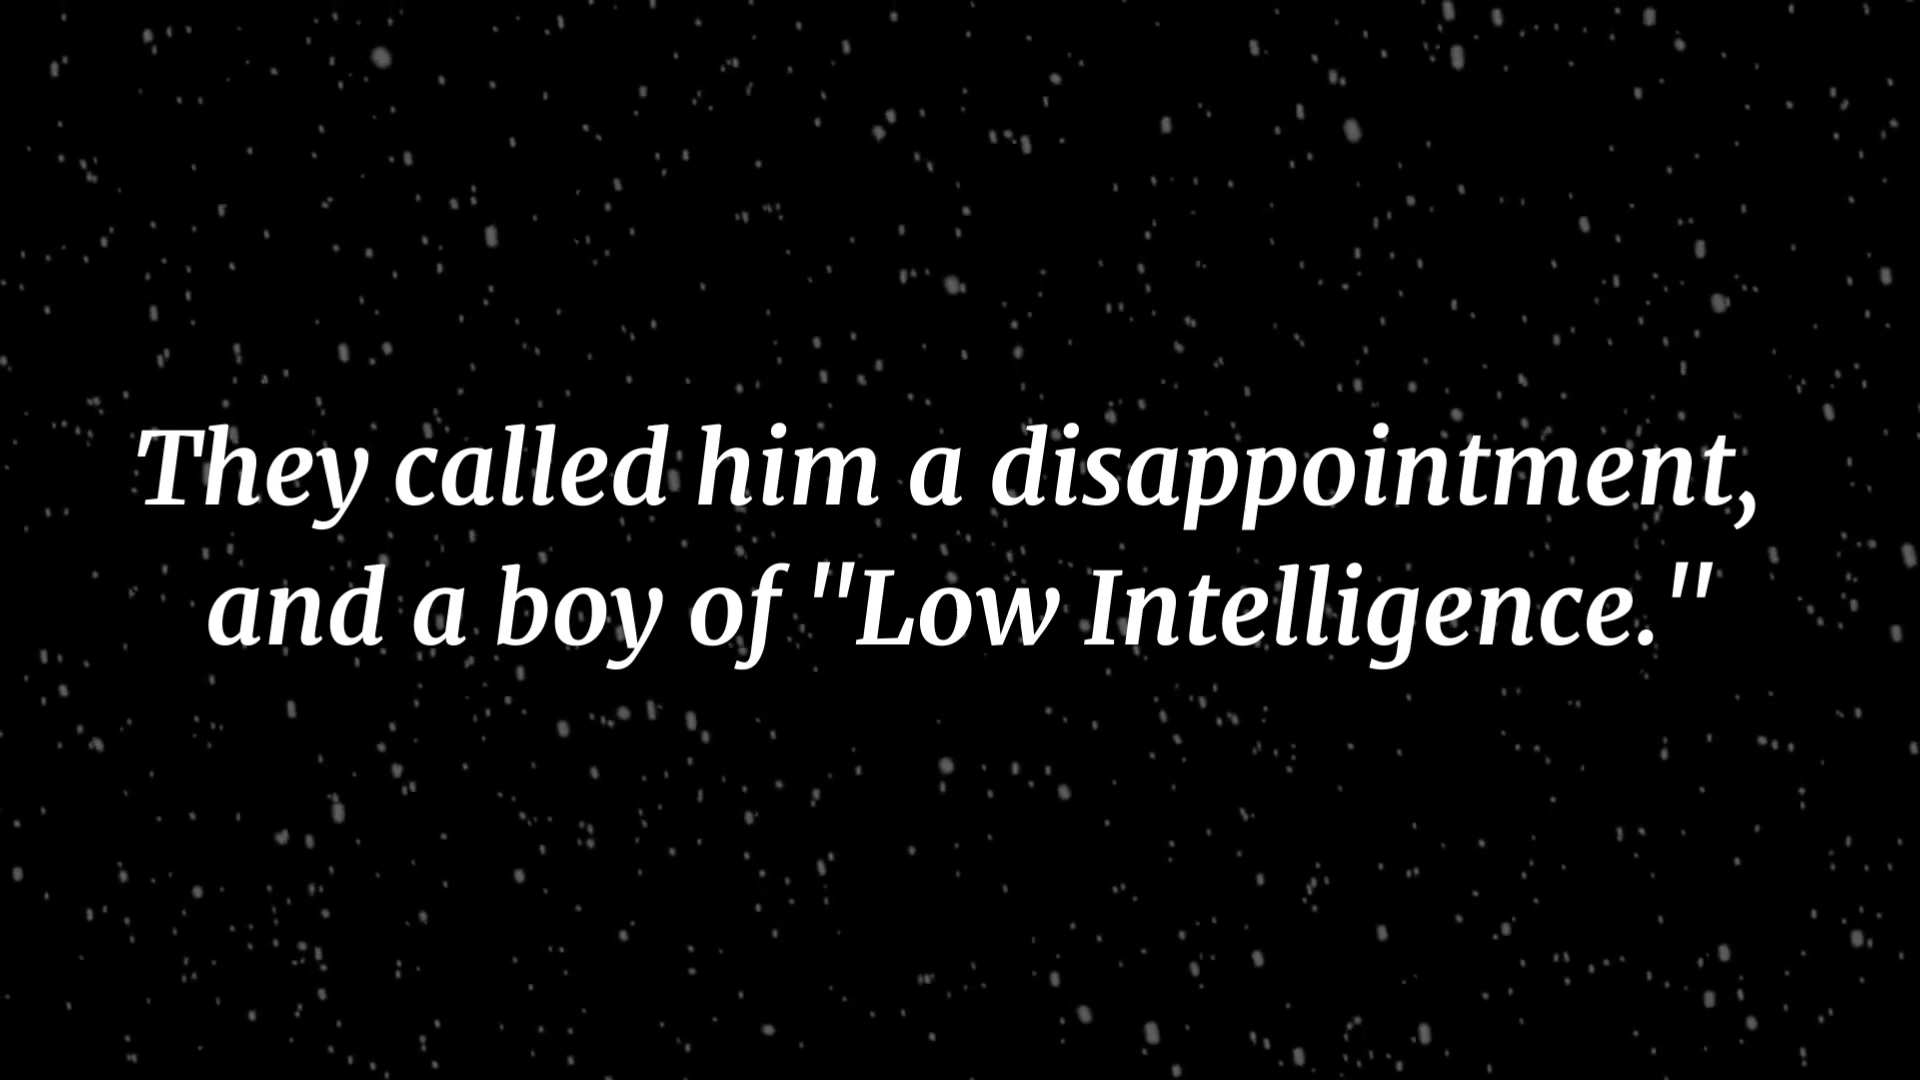 They called him a disappointment,
and a boy of "Low Intelligence."